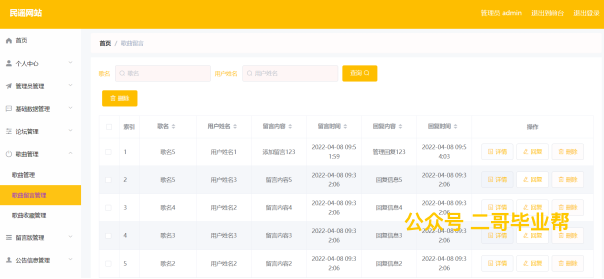 民谣网站
管理员 admin 退出到前台 退出登录
首页
个人中心
管理员管理
基础数据管理
论坛管理
歌曲管理
歌曲管理
歌曲留言管理
歌曲收藏管理
留言版管理
公告信息管理
首页 / 歌曲留言
歌名 歌名 用户姓名 用户姓名 查询
删除
索引 歌名 用户姓名 留言内容 留言时间 回复内容 回复时间 操作
1 歌名5 用户姓名1 添加留言123 2022-04-08 09:51:59 管理回复123 2022-04-08 09:54:03 详情 回复 删除
2 歌名5 用户姓名3 留言内容5 2022-04-08 09:32:06 回复信息5 2022-04-08 09:32:06 详情 回复 删除
3 歌名4 用户姓名2 留言内容4 2022-04-08 09:32:06 回复信息4 2022-04-08 09:32:06 详情 回复 删除
4 歌名3 用户姓名3 留言内容3 2022-04-08 09:32:06 回复信息3 2022-04-08 09:32:06 详情 回复 删除
5 歌名2 用户姓名2 留言内容2 2022-04-08 09:32:06 回复信息2 2022-04-08 09:32:06 详情 回复 删除
公众号 二哥毕业帮